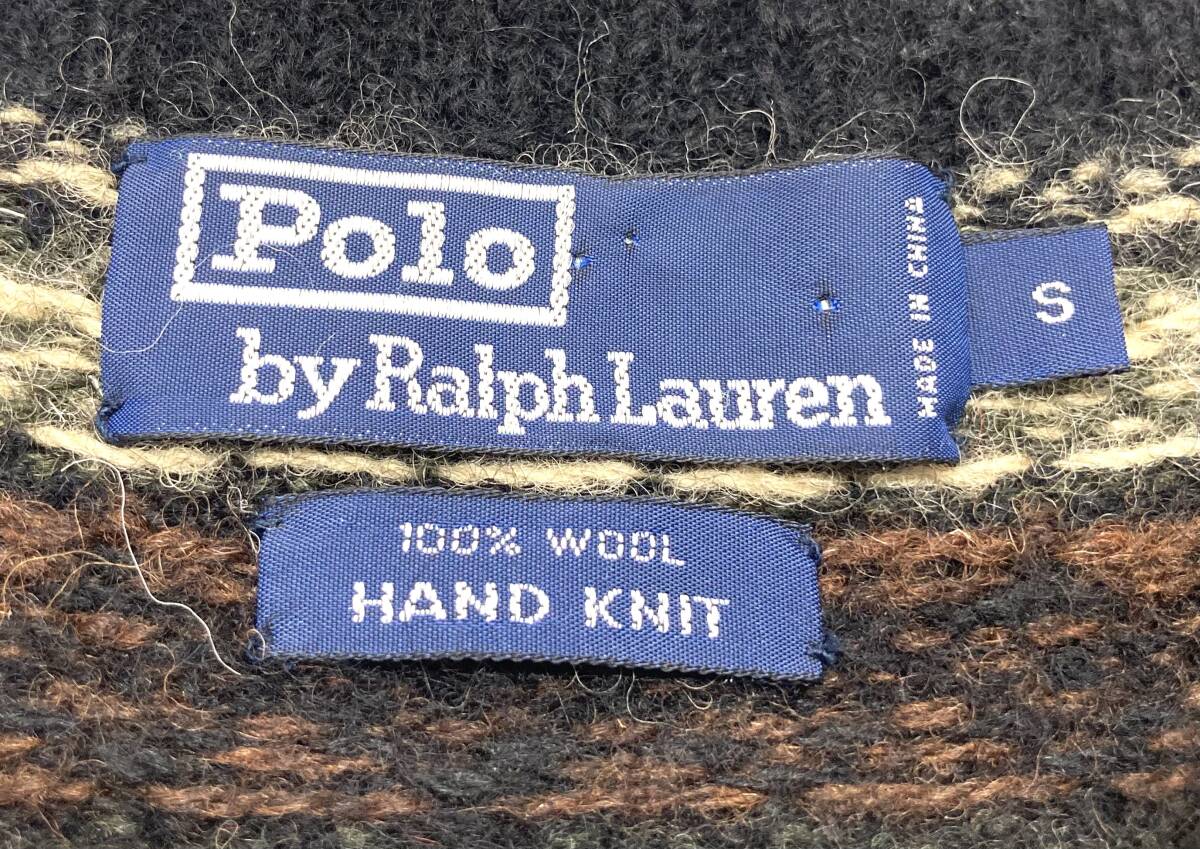 Polo
by Ralph Lauren
MADE IN CHINA
S
100% WOOL
HAND KNIT